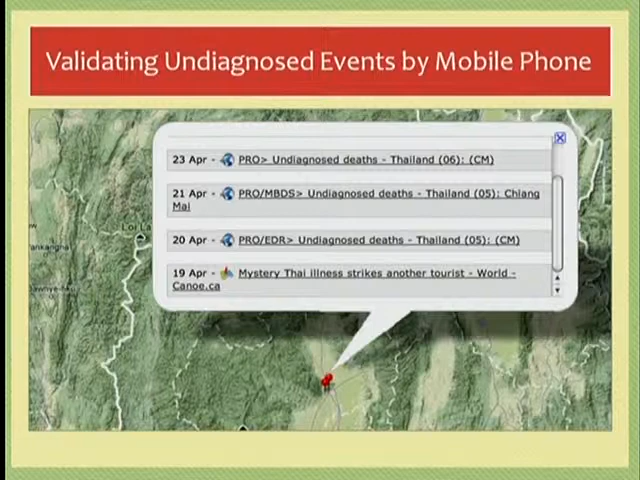 Validating Undiagnosed Events by Mobile Phone
23 Apr - PRO> Undiagnosed deaths - Thailand (06): (CM)
21 Apr - PRO/MBDS> Undiagnosed deaths - Thailand (05): Chiang
Mai
20 Apr - PRO/EDR> Undiagnosed deaths - Thailand (05): (CM)
19 Apr - Mystery Thai illness strikes another tourist - World -
Canoe.ca